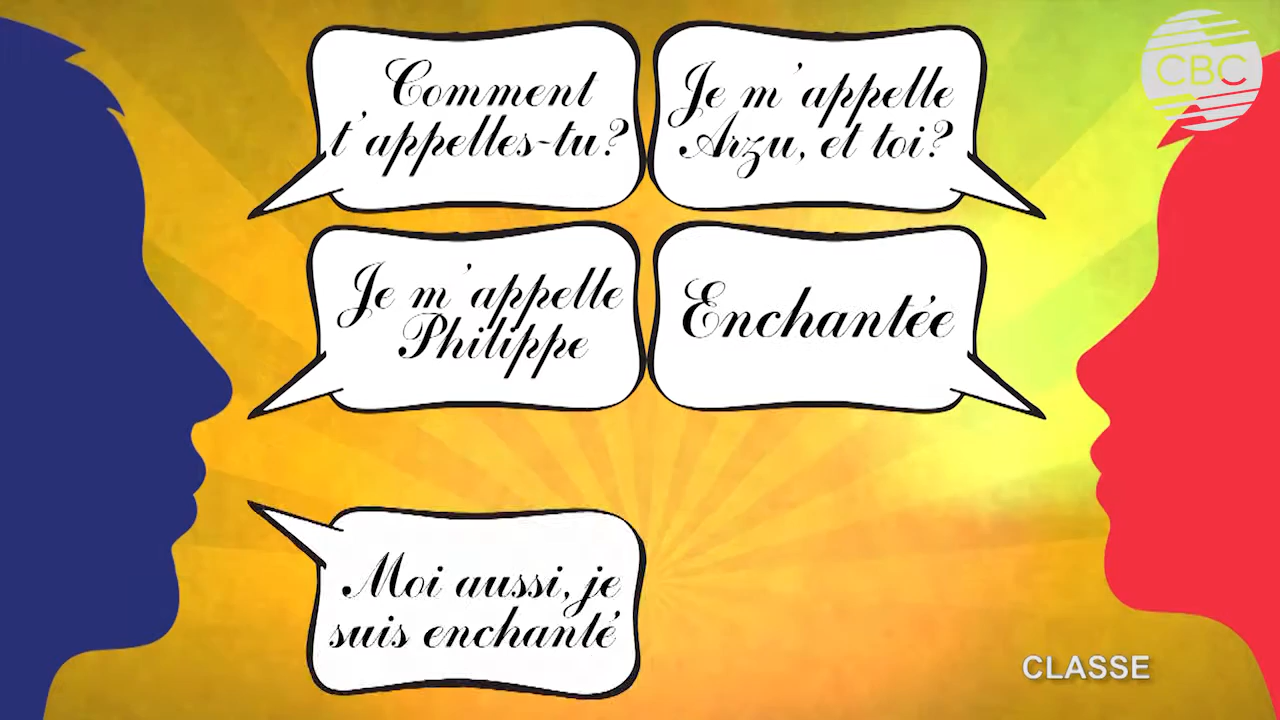 Comment
t'appelles-tu?
Je m'appelle
Arzu, et toi?
Je m'appelle
Philippe
Enchantée
Moi aussi, je
suis enchanté
CBC
CLASSE